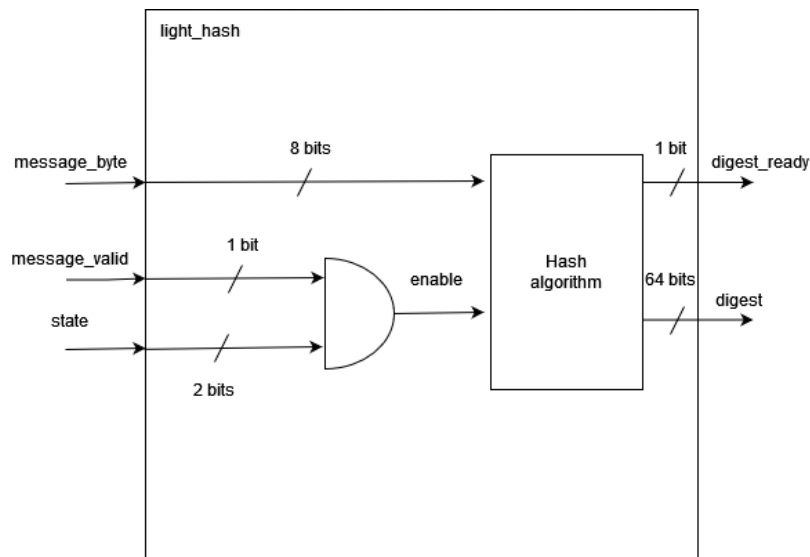 light_hash
message_byte
8 bits
1 bit
digest_ready
message_valid
1 bit
enable
Hash
algorithm
64 bits
digest
state
2 bits